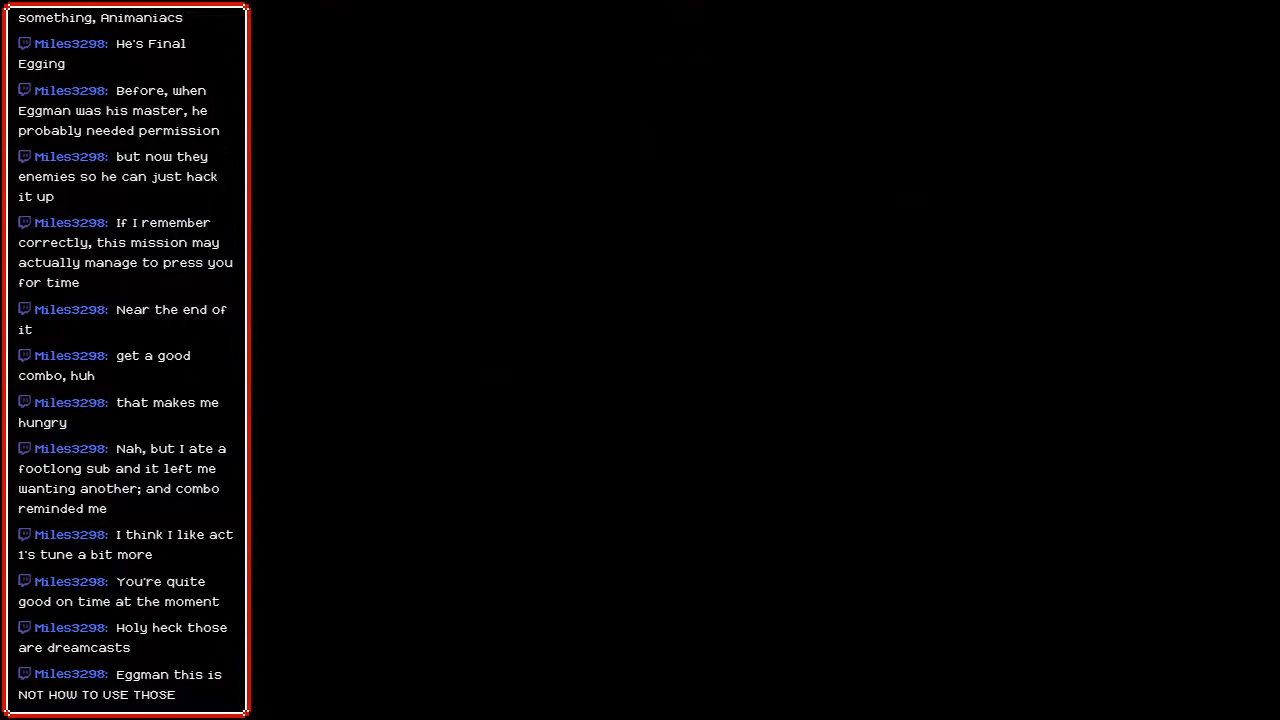 something, Animaniacs
Miles3298: He's Final
Egging
Miles3298: Before, when
Eggman was his master, he
probably needed permission
Miles3298: but now they
enemies so he can just hack
it up
Miles3298: If I remember
correctly, this mission may
actually manage to press you
for time
Miles3298: Near the end of
it
Miles3298: get a good
combo, huh
Miles3298: that makes me
hungry
Miles3298: Nah, but I ate a
footlong sub and it left me
wanting another; and combo
reminded me
Miles3298: I think I like act
1's tune a bit more
Miles3298: You're quite
good on time at the moment
Miles3298: Holy heck those
are dreamcasts
Miles3298: Eggman this is
NOT HOW TO USE THOSE